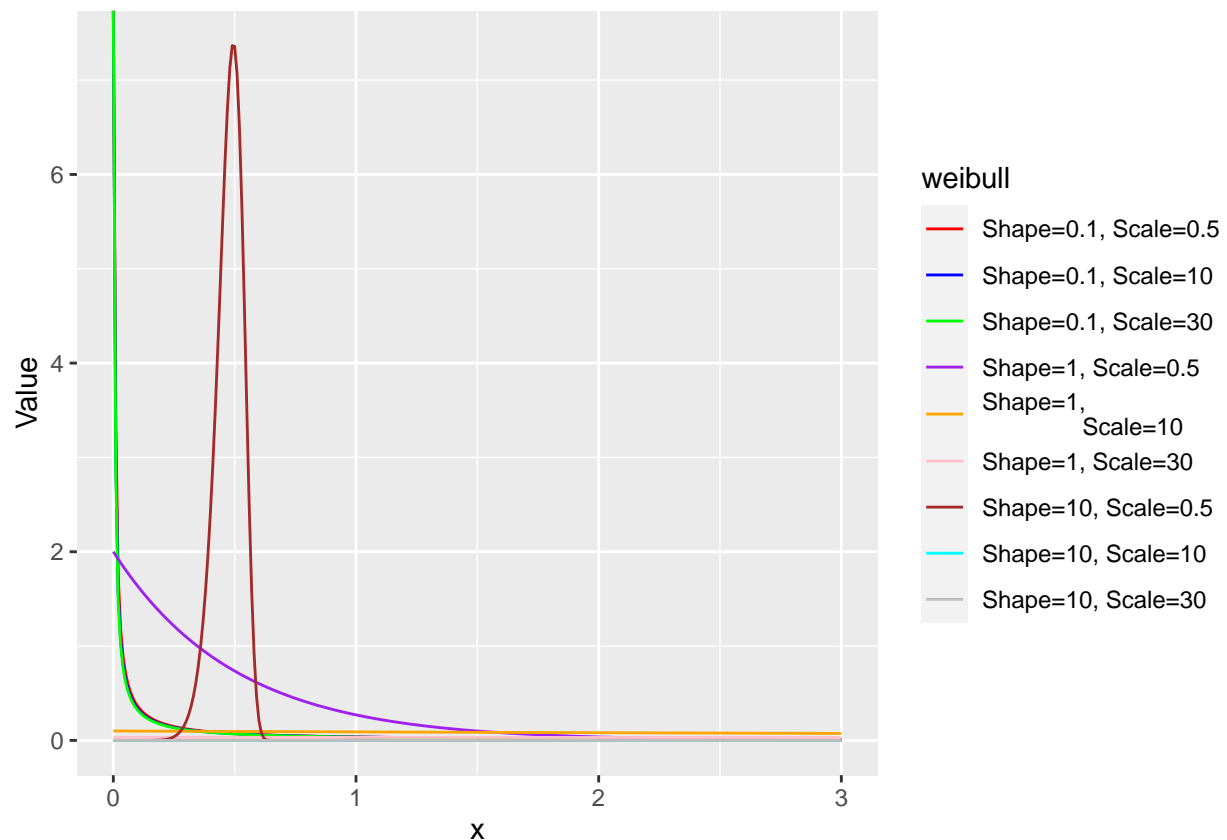 6
4
2
0
Value
0
1
2
3
x
weibull
Shape=0.1, Scale=0.5
Shape=0.1, Scale=10
Shape=0.1, Scale=30
Shape=1, Scale=0.5
Shape=1,
Scale=10
Shape=1, Scale=30
Shape=10, Scale=0.5
Shape=10, Scale=10
Shape=10, Scale=30